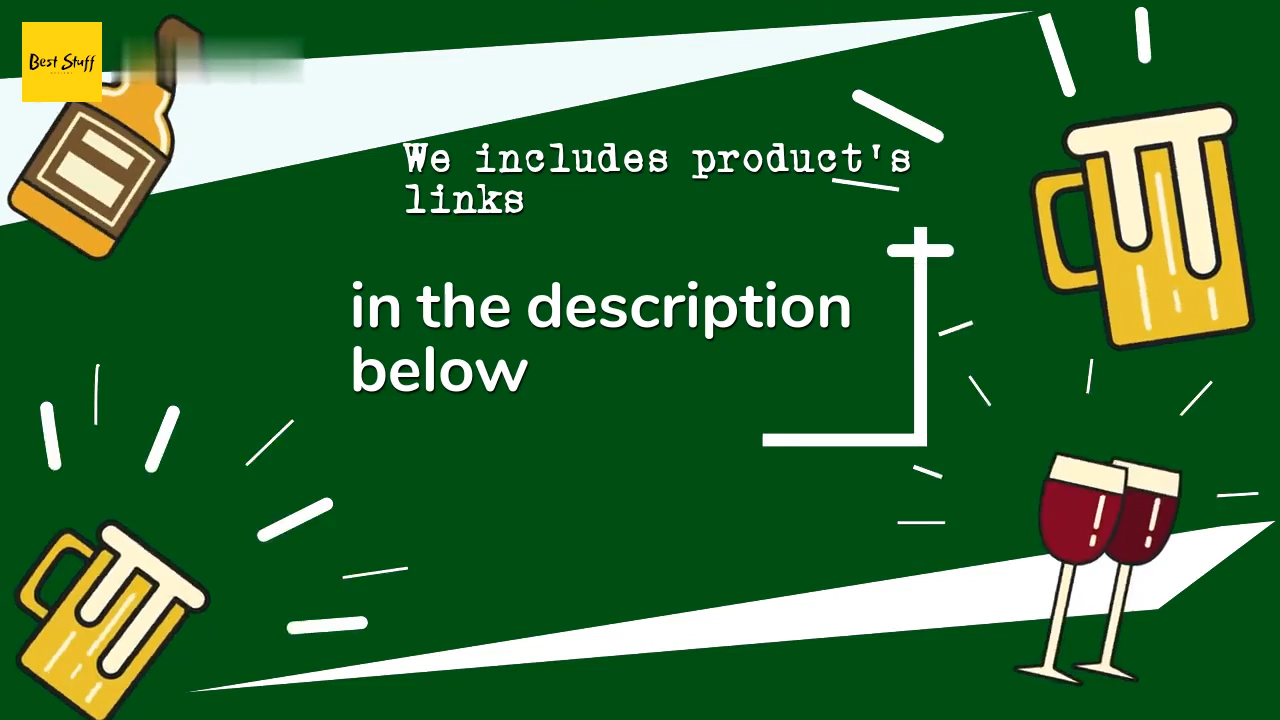 Best Stuff
We includes product's
links
in the description
below